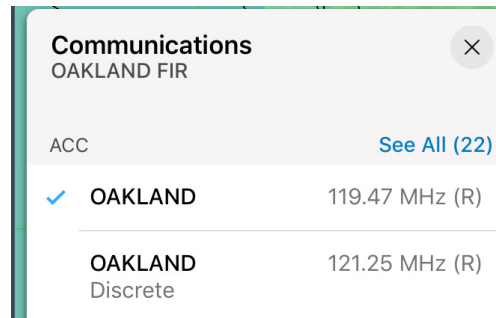 Communications
OAKLAND FIR
ACC See All (22)
OAKLAND 119.47 MHz (R)
OAKLAND 121.25 MHz (R)
Discrete